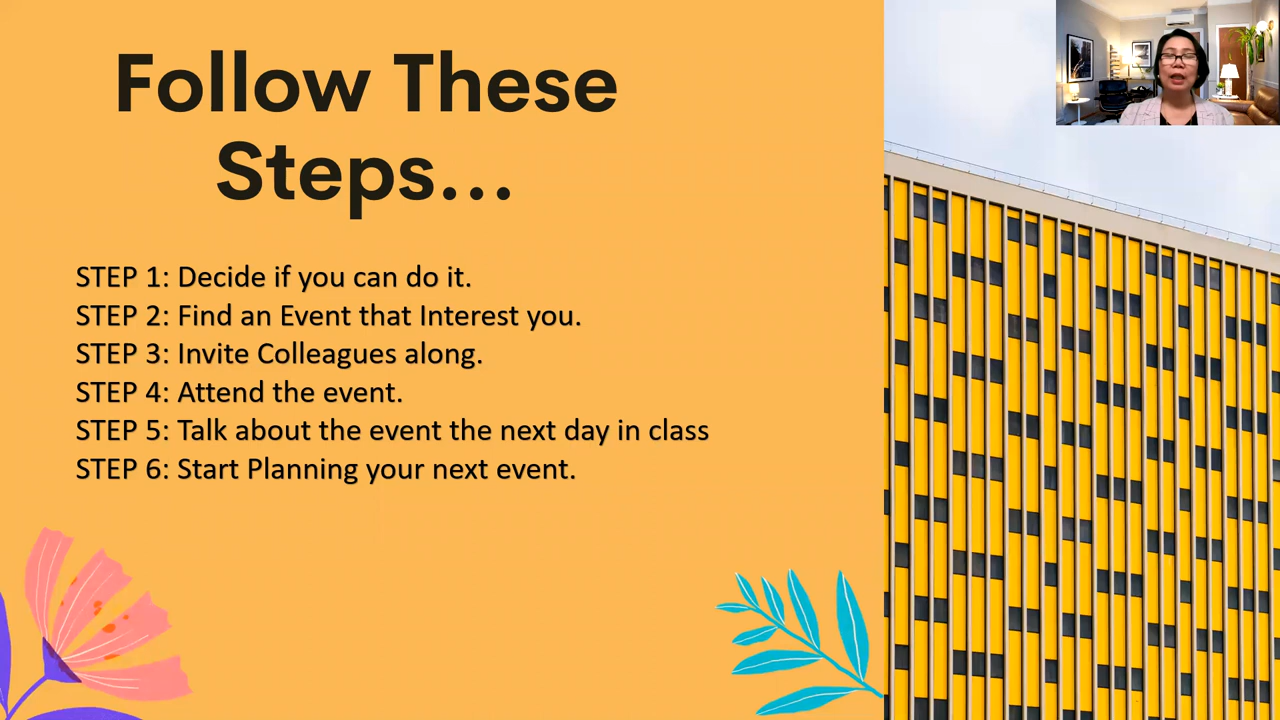 Follow These
Steps...
STEP 1: Decide if you can do it.
STEP 2: Find an Event that Interest you.
STEP 3: Invite Colleagues along.
STEP 4: Attend the event.
STEP 5: Talk about the event the next day in class
STEP 6: Start Planning your next event.